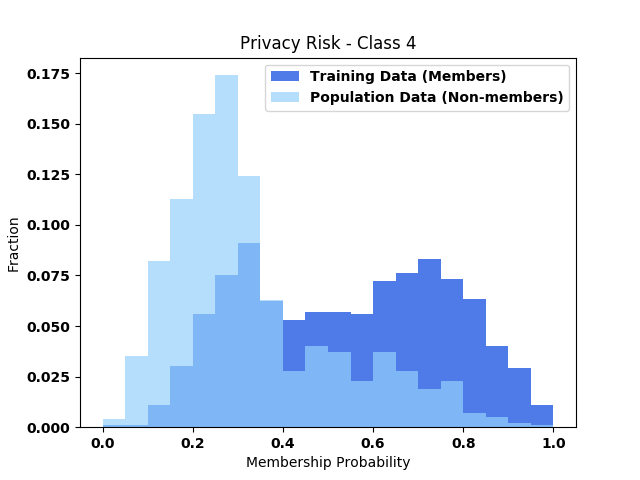 Privacy Risk - Class 4
Training Data (Members)
Population Data (Non-members)
Fraction
0.175
0.150
0.125
0.100
0.075
0.050
0.025
0.000
0.0 0.2 0.4 0.6 0.8 1.0
Membership Probability